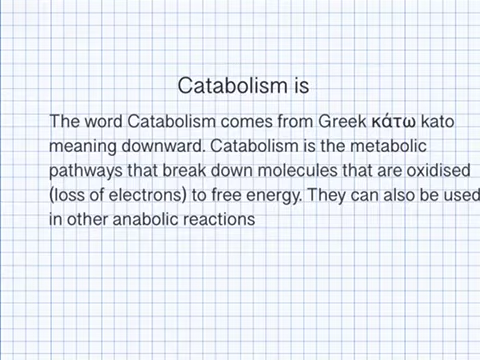 Catabolism is
The word Catabolism comes from Greek κάτω kato
meaning downward. Catabolism is the metabolic
pathways that break down molecules that are oxidised
(loss of electrons) to free energy. They can also be used
in other anabolic reactions